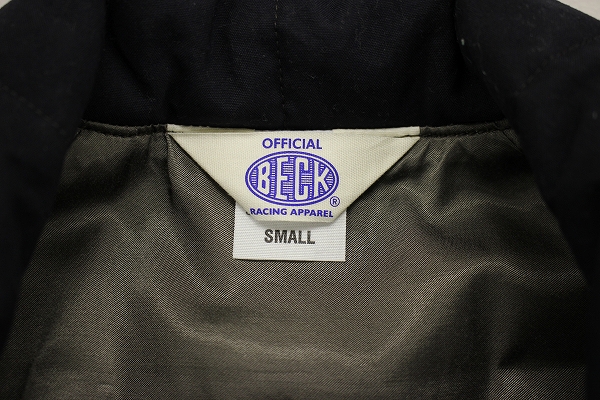 OFFICIAL
BECK
®
RACING APPAREL
SMALL